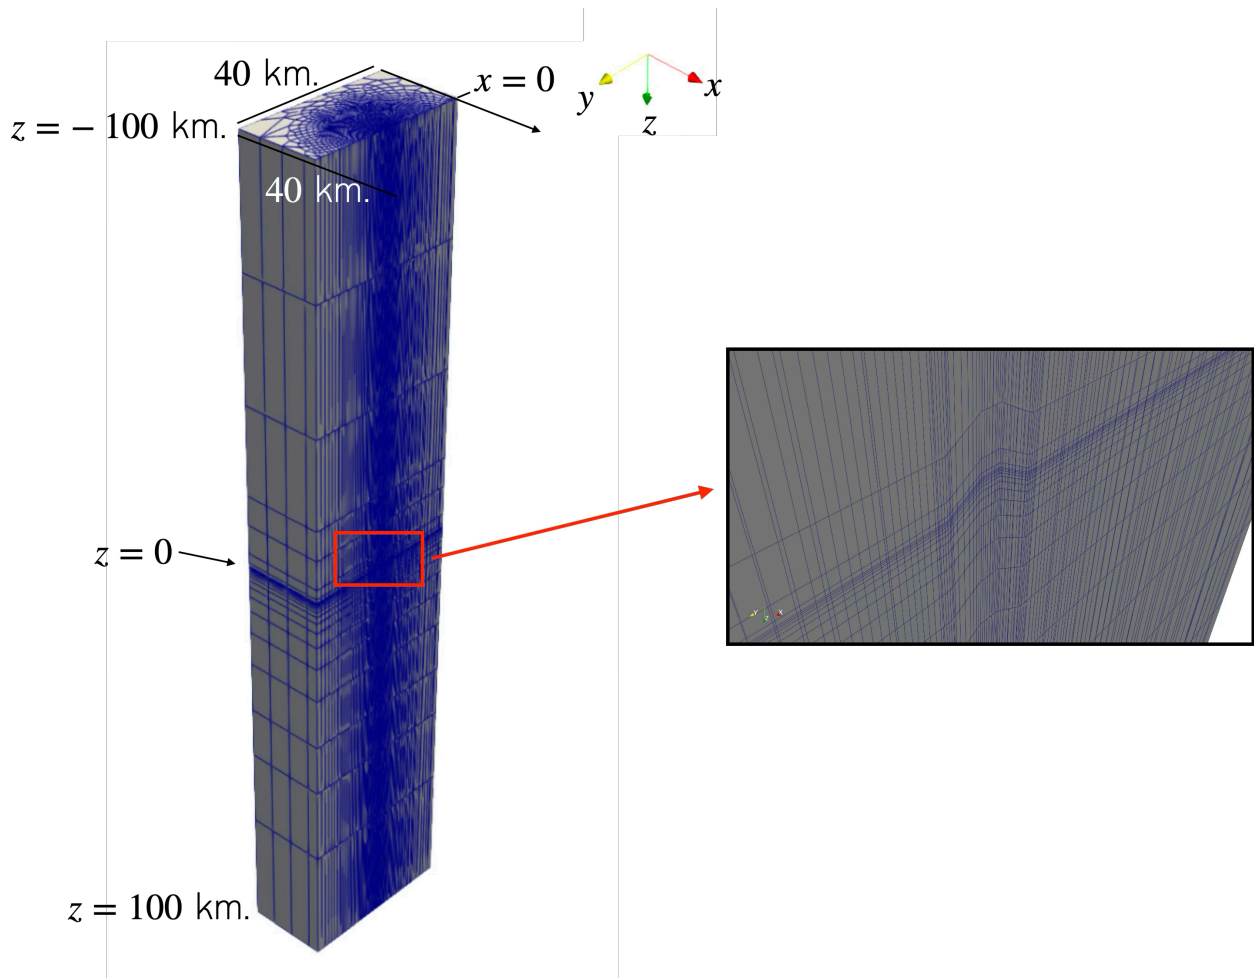 40 km.
x = 0
y
x
z
z = − 100 km.
40 km.
z = 0
Y
Z
X
z = 100 km.